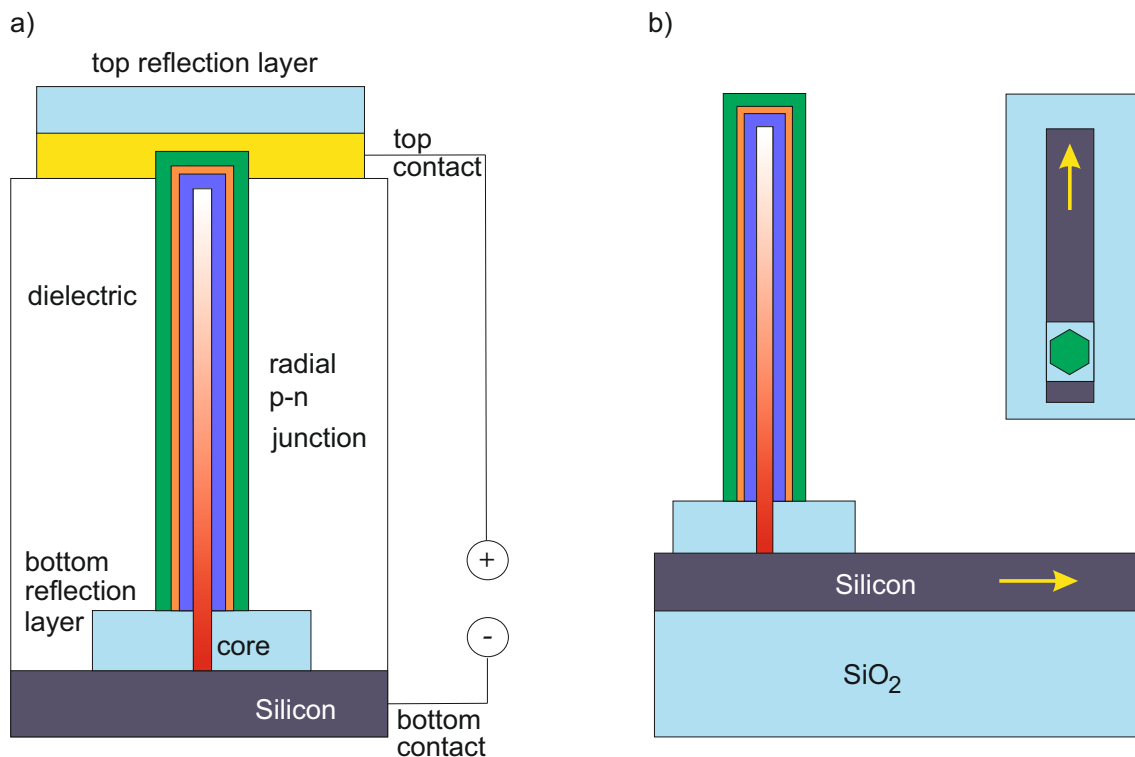 a)
top reflection layer
top
contact
dielectric
radial
p-n
junction
bottom
reflection
layer
core
+
-
Silicon
bottom
contact
b)
Silicon
SiO2